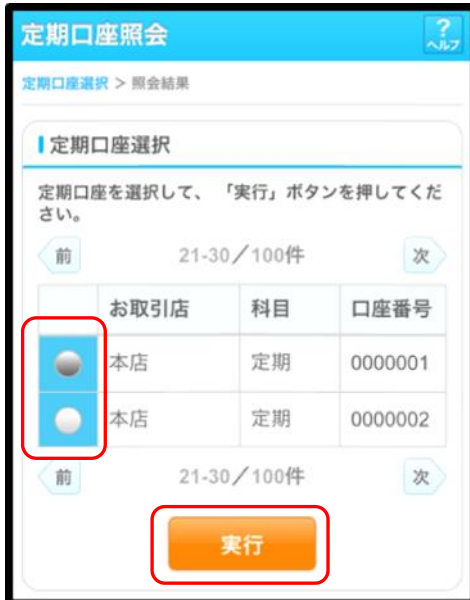 定期口座照会
?
ヘルプ
定期口座選択 > 照会結果
定期口座選択
定期口座を選択して、 「実行」ボタンを押してくだ
さい。
前 21-30／100件 次
お取引店 科目 口座番号
本店 定期 0000001
本店 定期 0000002
前 21-30／100件 次
実行